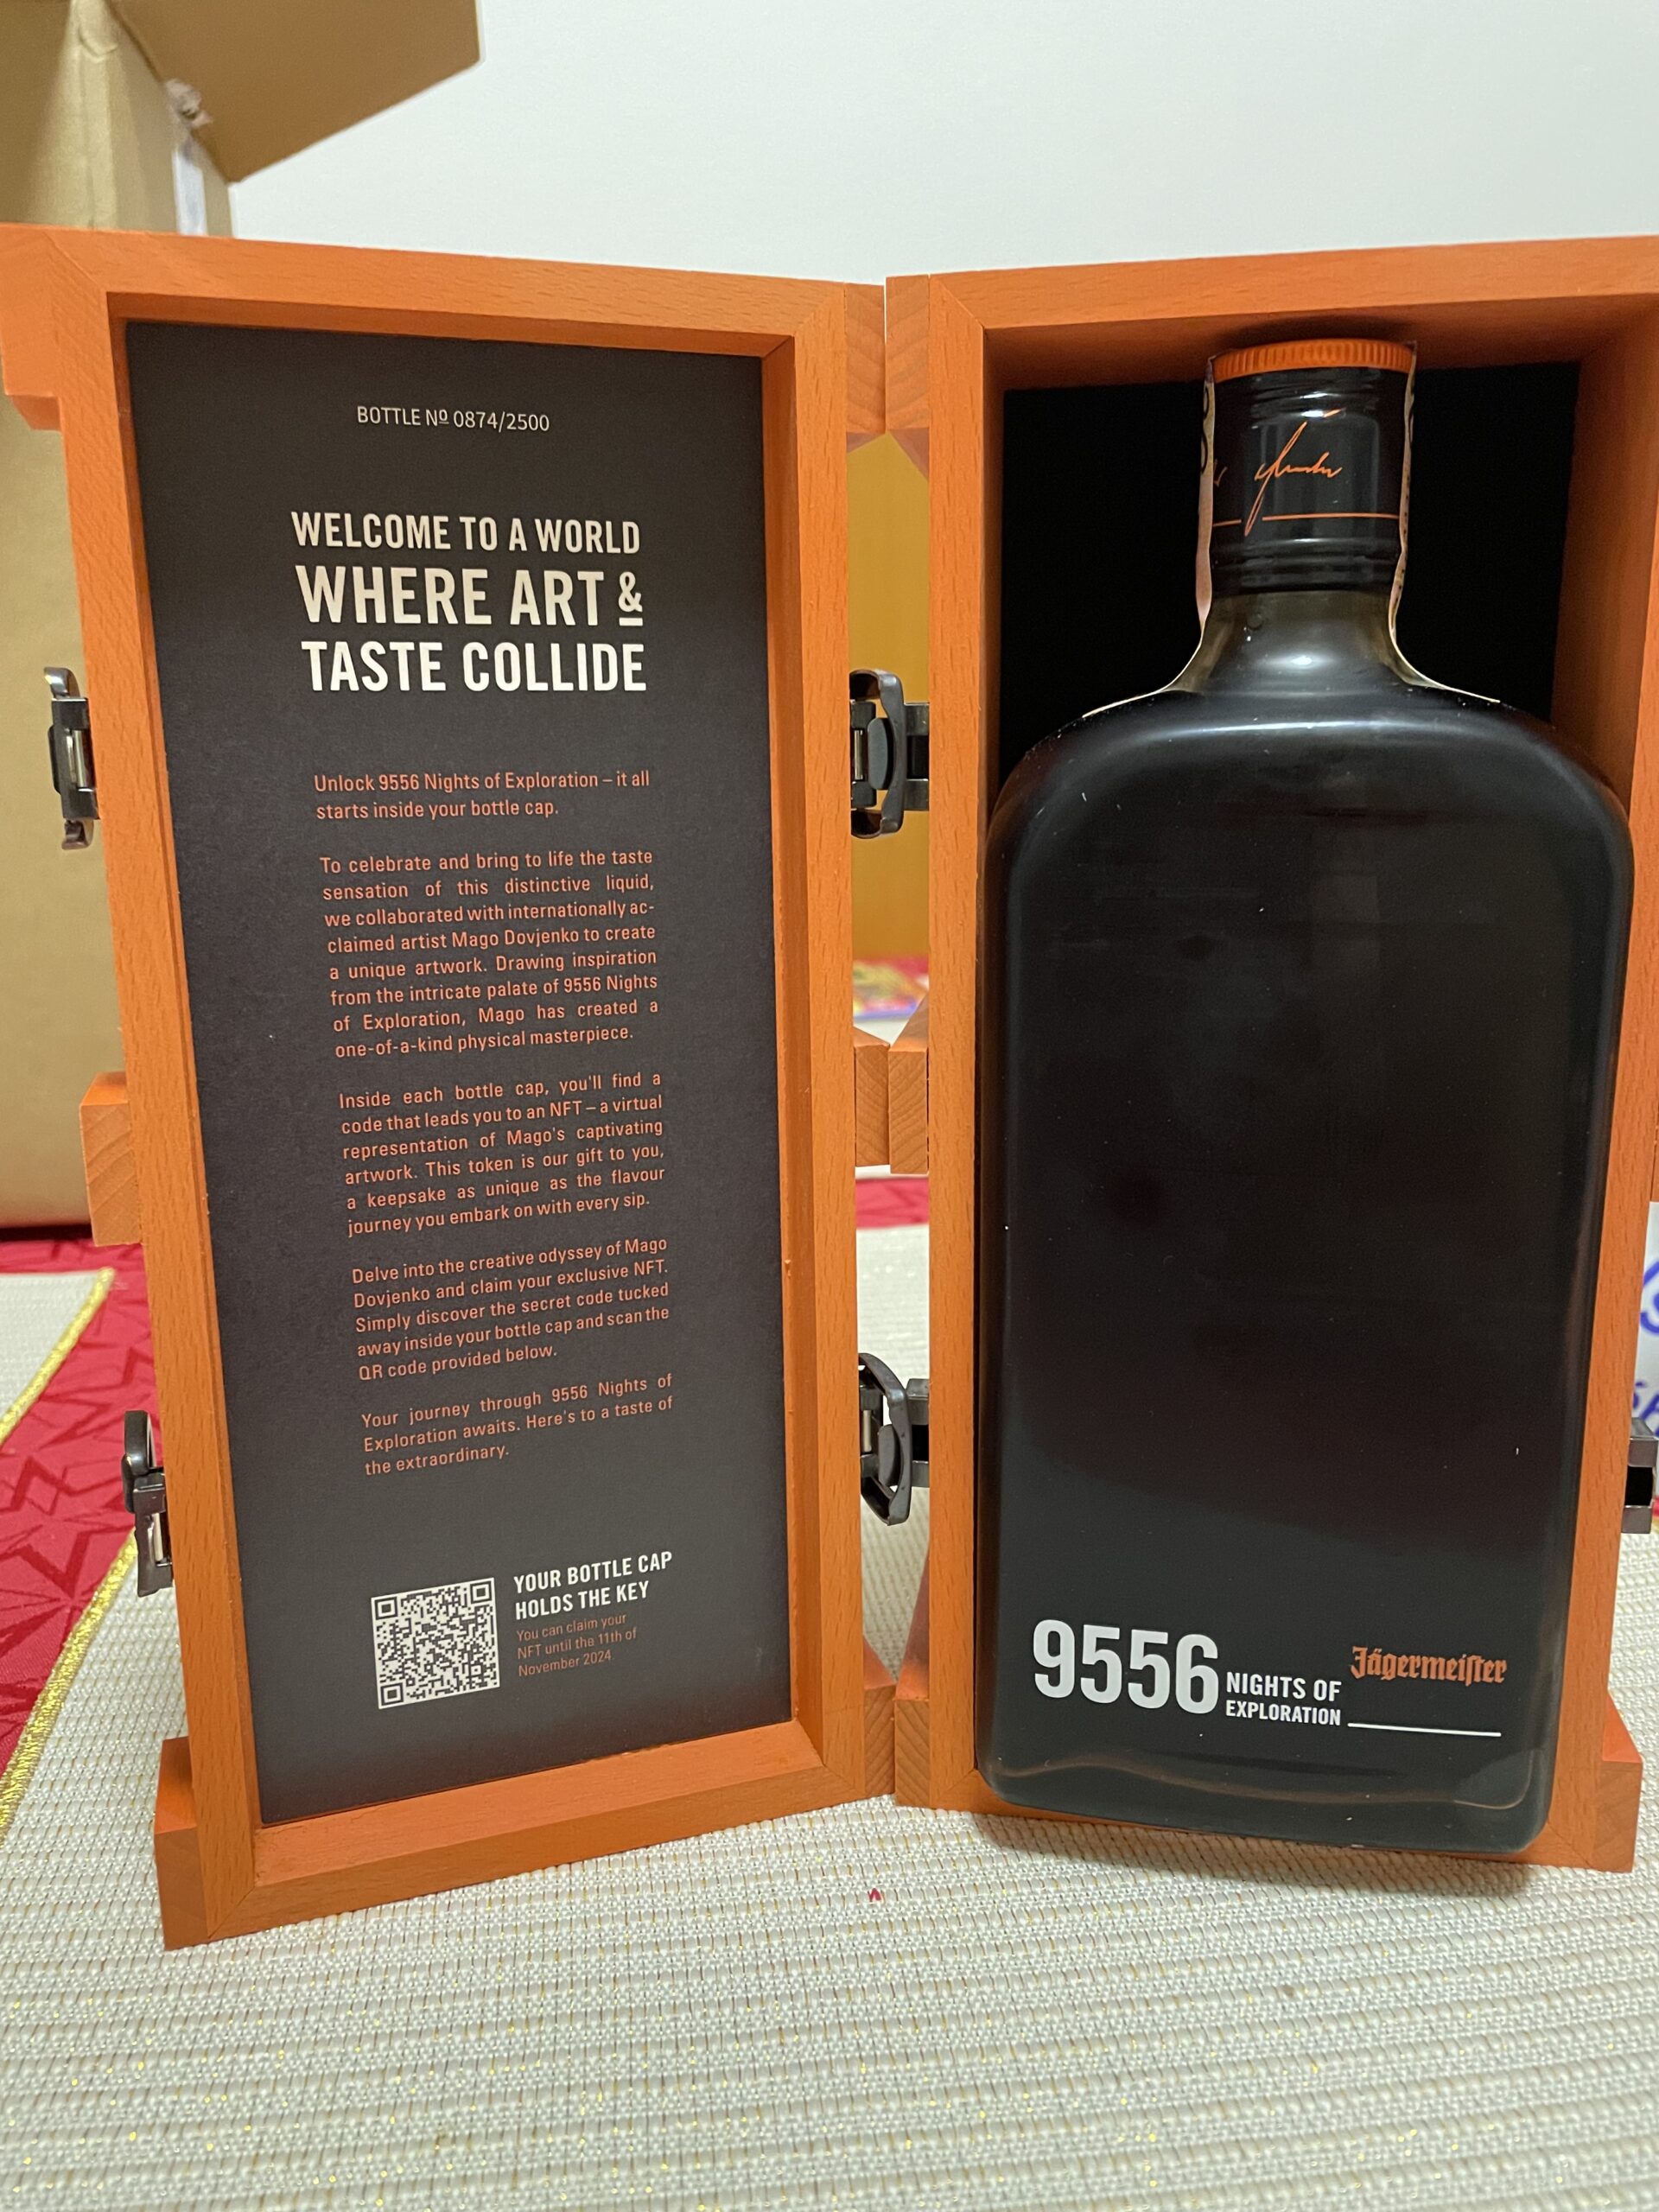 BOTTLE Nº 0874/2500
WELCOME TO A WORLD
WHERE ART &
TASTE COLLIDE
Unlock 9556 Nights of Exploration – it all
starts inside your bottle cap.
To celebrate and bring to life the taste
sensation of this distinctive liquid,
we collaborated with internationally ac-
claimed artist Mago Dovjenko to create
a unique artwork. Drawing inspiration
from the intricate palate of 9556 Nights
of Exploration, Mago has created a
one-of-a-kind physical masterpiece.
Inside each bottle cap, you'll find a
code that leads you to an NFT – a virtual
representation of Mago's captivating
artwork. This token is our gift to you,
a keepsake as unique as the flavour
journey you embark on with every sip.
Delve into the creative odyssey of Mago
Dovjenko and claim your exclusive NFT.
Simply discover the secret code tucked
away inside your bottle cap and scan the
QR code provided below.
Your journey through 9556 Nights of
Exploration awaits. Here's to a taste of
the extraordinary.
YOUR BOTTLE CAP
HOLDS THE KEY
You can claim your
NFT until the 11th of
November 2024.
9556
NIGHTS OF
EXPLORATION
Jägermeiſter